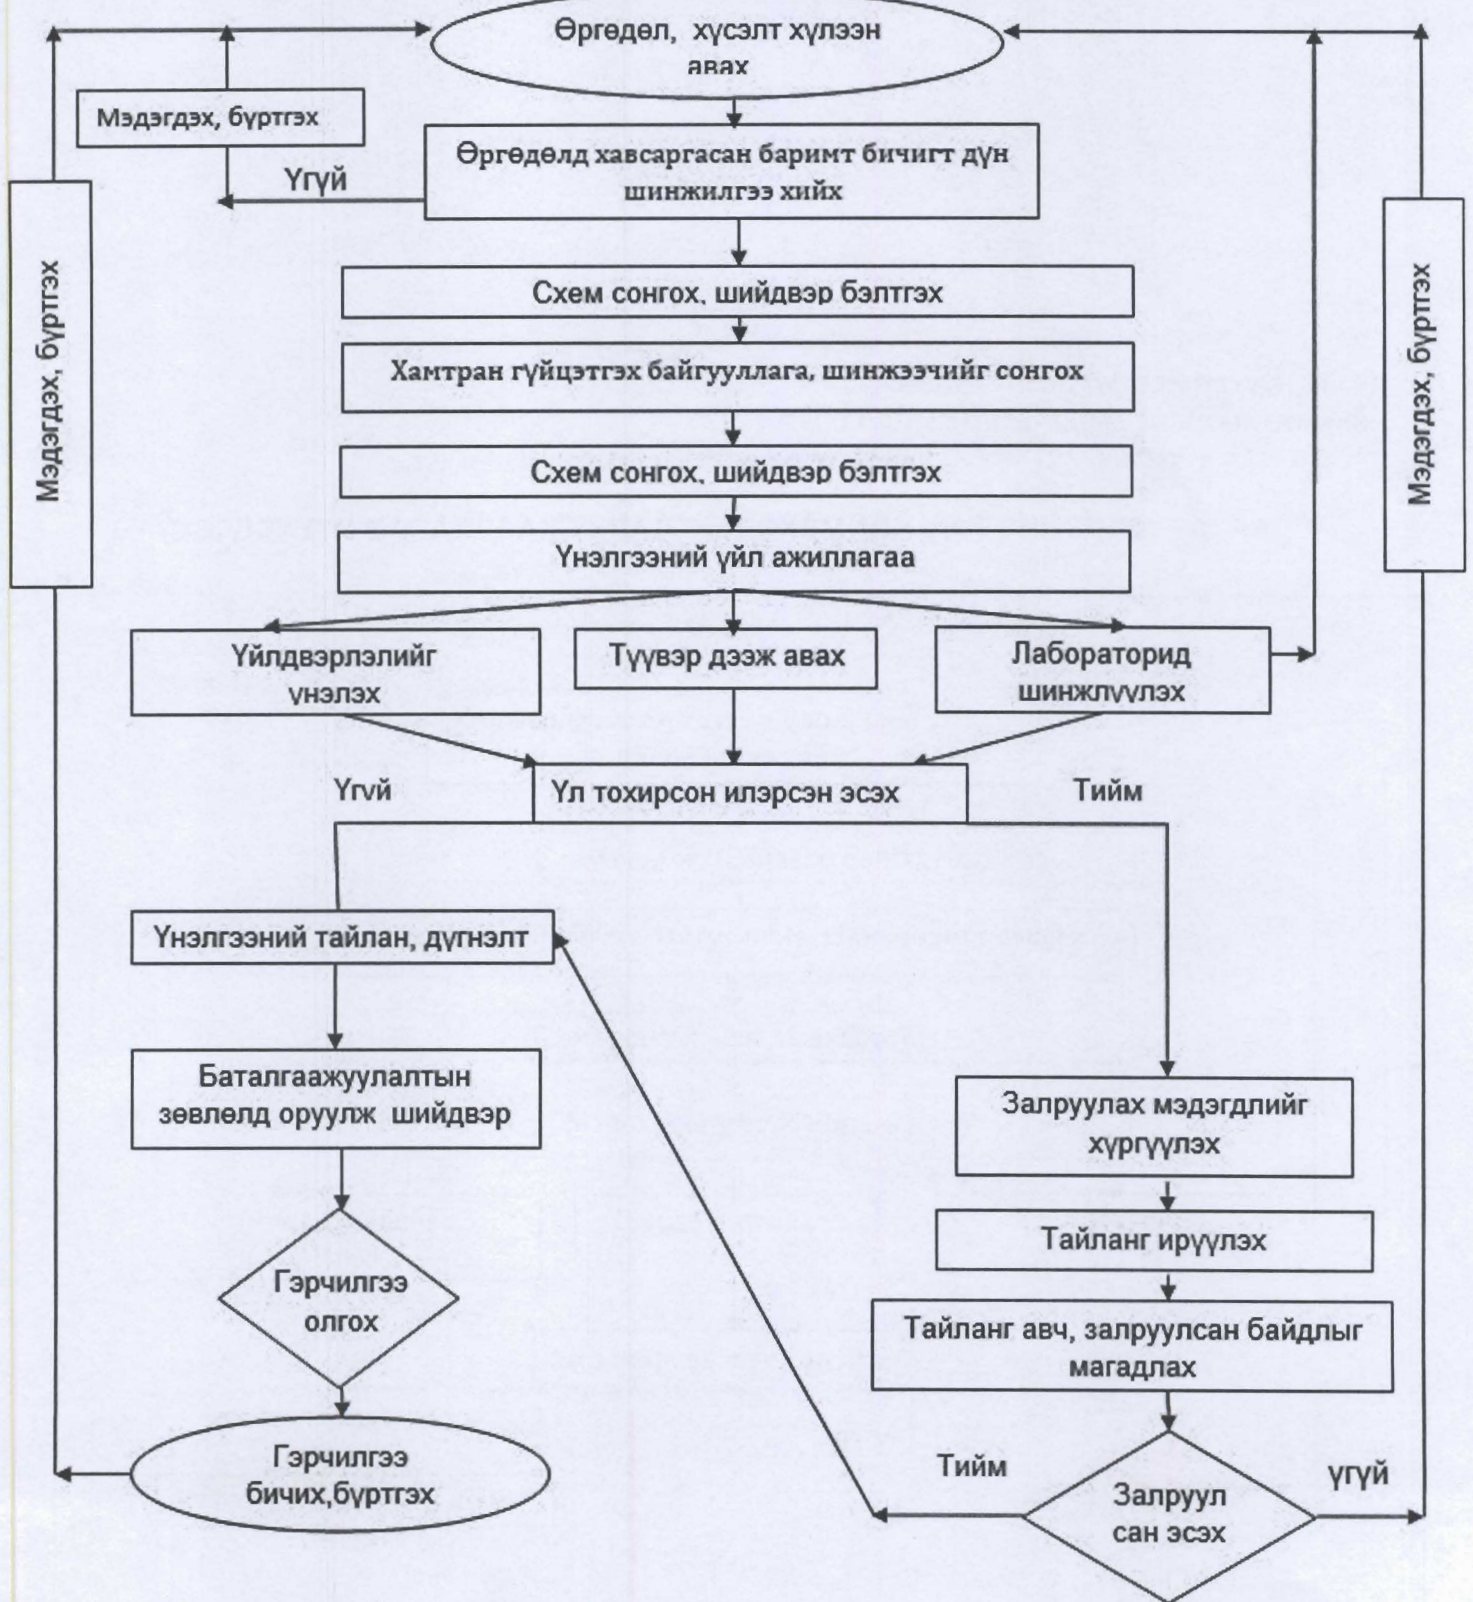 Өргөдөл, хүсэлт хүлээн
авах
Мэдэгдэх, бүртгэх
Өргөдөлд хавсаргасан баримт бичигт дүн
шинжилгээ хийх
Үгүй
Мэдэгдэх, бүртгэх
Мэдэгдэх, бүртгэх
Схем сонгох, шийдвэр бэлтгэх
Хамтран гүйцэтгэх байгууллага, шинжээчийг сонгох
Схем сонгох, шийдвэр бэлтгэх
Үнэлгээний үйл ажиллагаа
Үйлдвэрлэлийг
үнэлэх
Түүвэр дээж авах
Лабораторид
шинжлүүлэх
Үгүй
Үл тохирсон илэрсэн эсэх
Тийм
Үнэлгээний тайлан, дүгнэлт
Баталгаажуулалтын
зөвлөлд оруулж шийдвэр
Залруулах мэдэгдлийг
хүргүүлэх
Тайланг ирүүлэх
Гэрчилгээ
олгох
Тайланг авч, залруулсан байдлыг
магадлах
Гэрчилгээ
бичих,бүртгэх
Тийм
үгүй
Залруул
сан эсэх